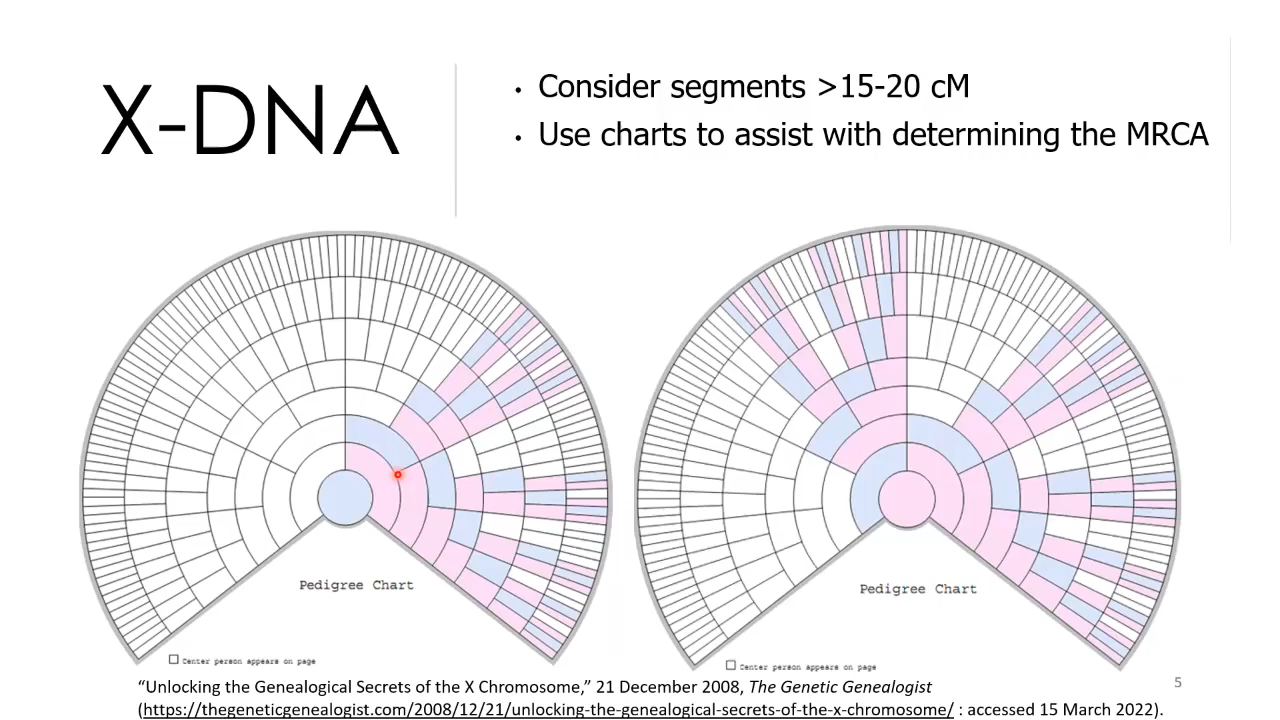 X-DNA
• Consider segments >15-20 cM
• Use charts to assist with determining the MRCA
Pedigree Chart
Center person appears on page
Pedigree Chart
Center person appears on page
“Unlocking the Genealogical Secrets of the X Chromosome,” 21 December 2008, The Genetic Genealogist
(https://thegeneticgenealogist.com/2008/12/21/unlocking-the-genealogical-secrets-of-the-x-chromosome/ : accessed 15 March 2022).
5